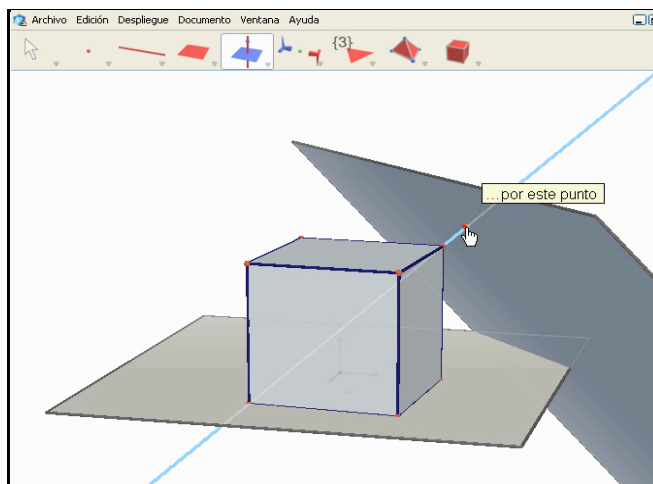 Archivo Edición Despliegue Documento Ventana Ayuda
{3}
...por este punto